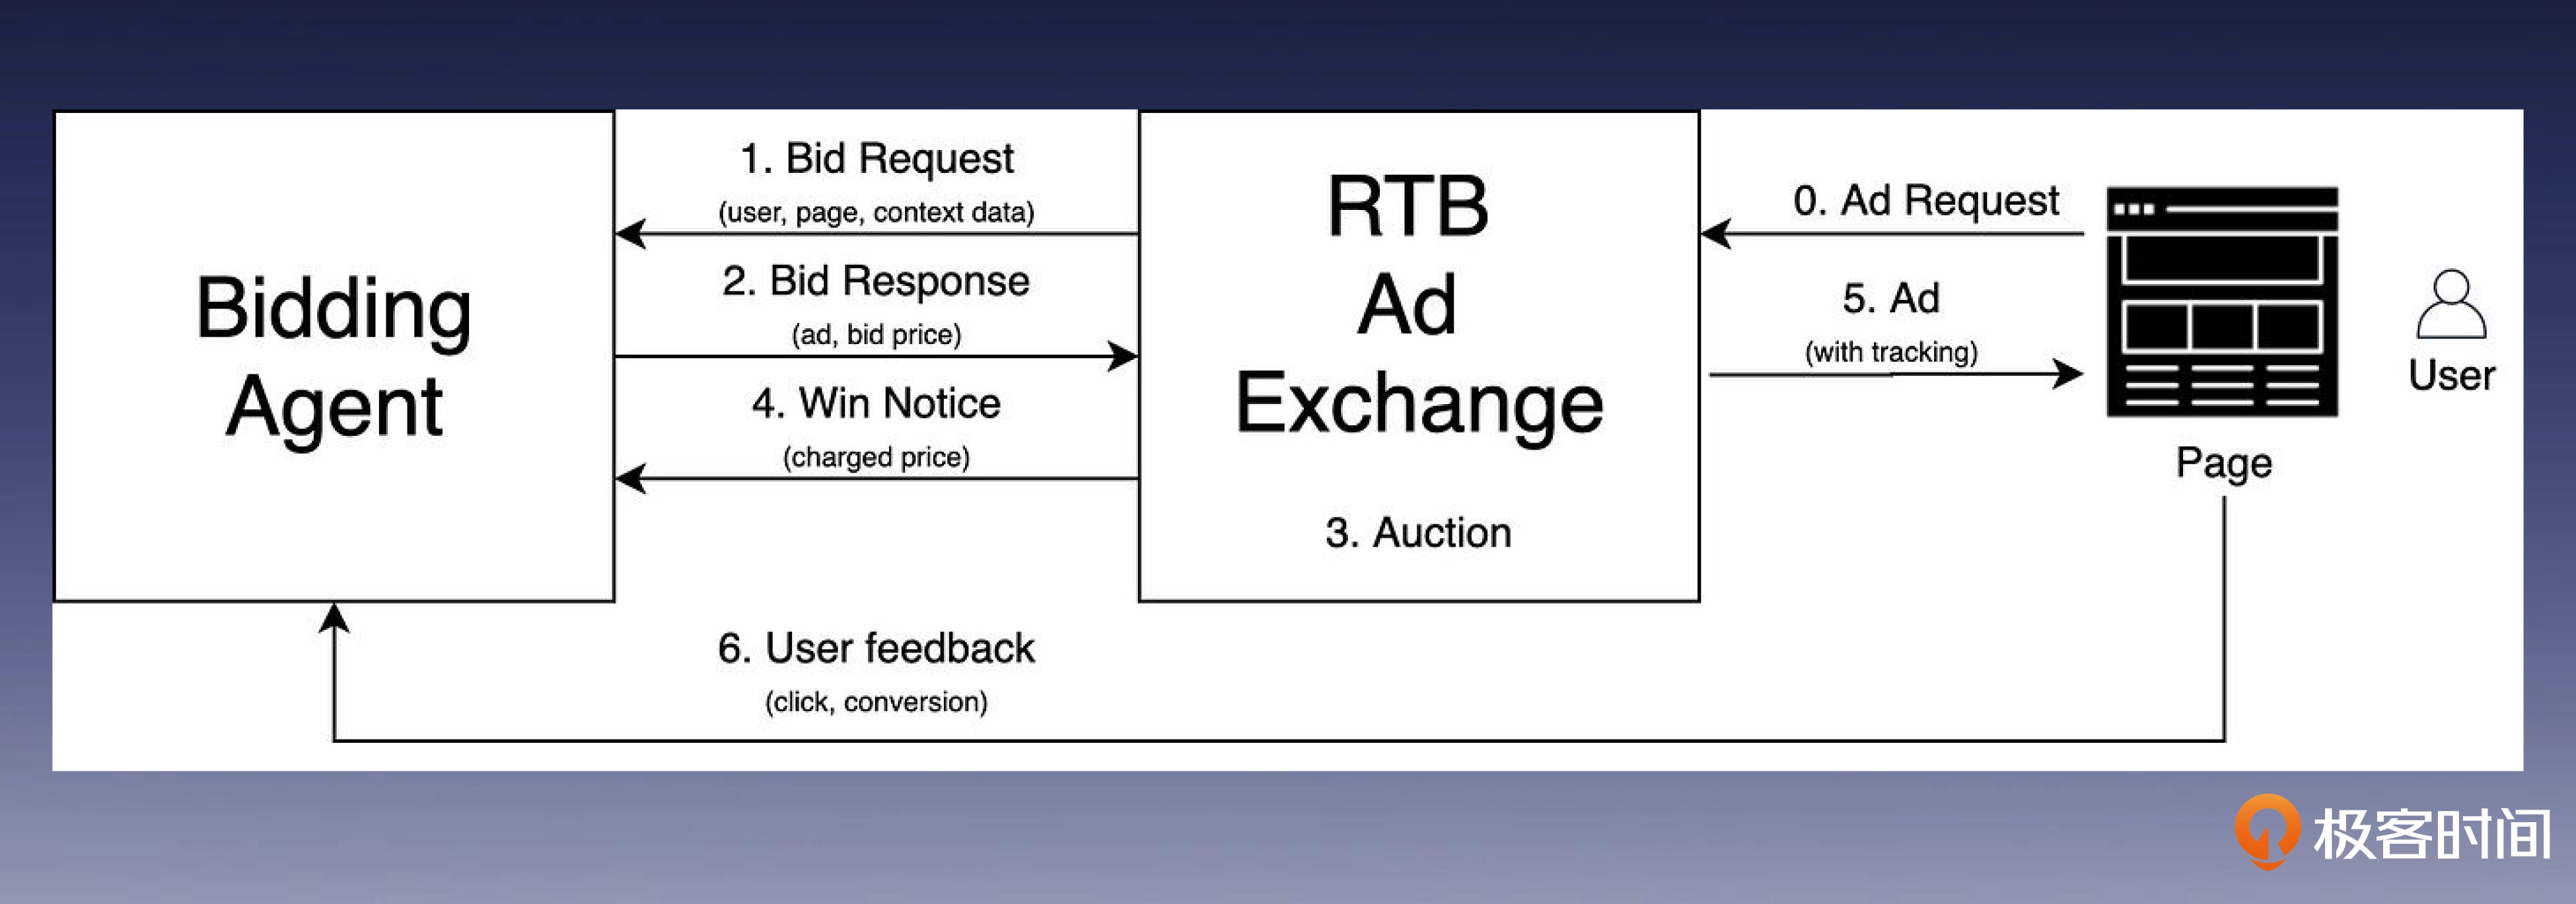 Bidding
Agent
1. Bid Request
(user, page, context data)
2. Bid Response
(ad, bid price)
4. Win Notice
(charged price)
RTB
Ad
Exchange
3. Auction
0. Ad Request
5. Ad
(with tracking)
Page
User
6. User feedback
(click, conversion)
极客时间